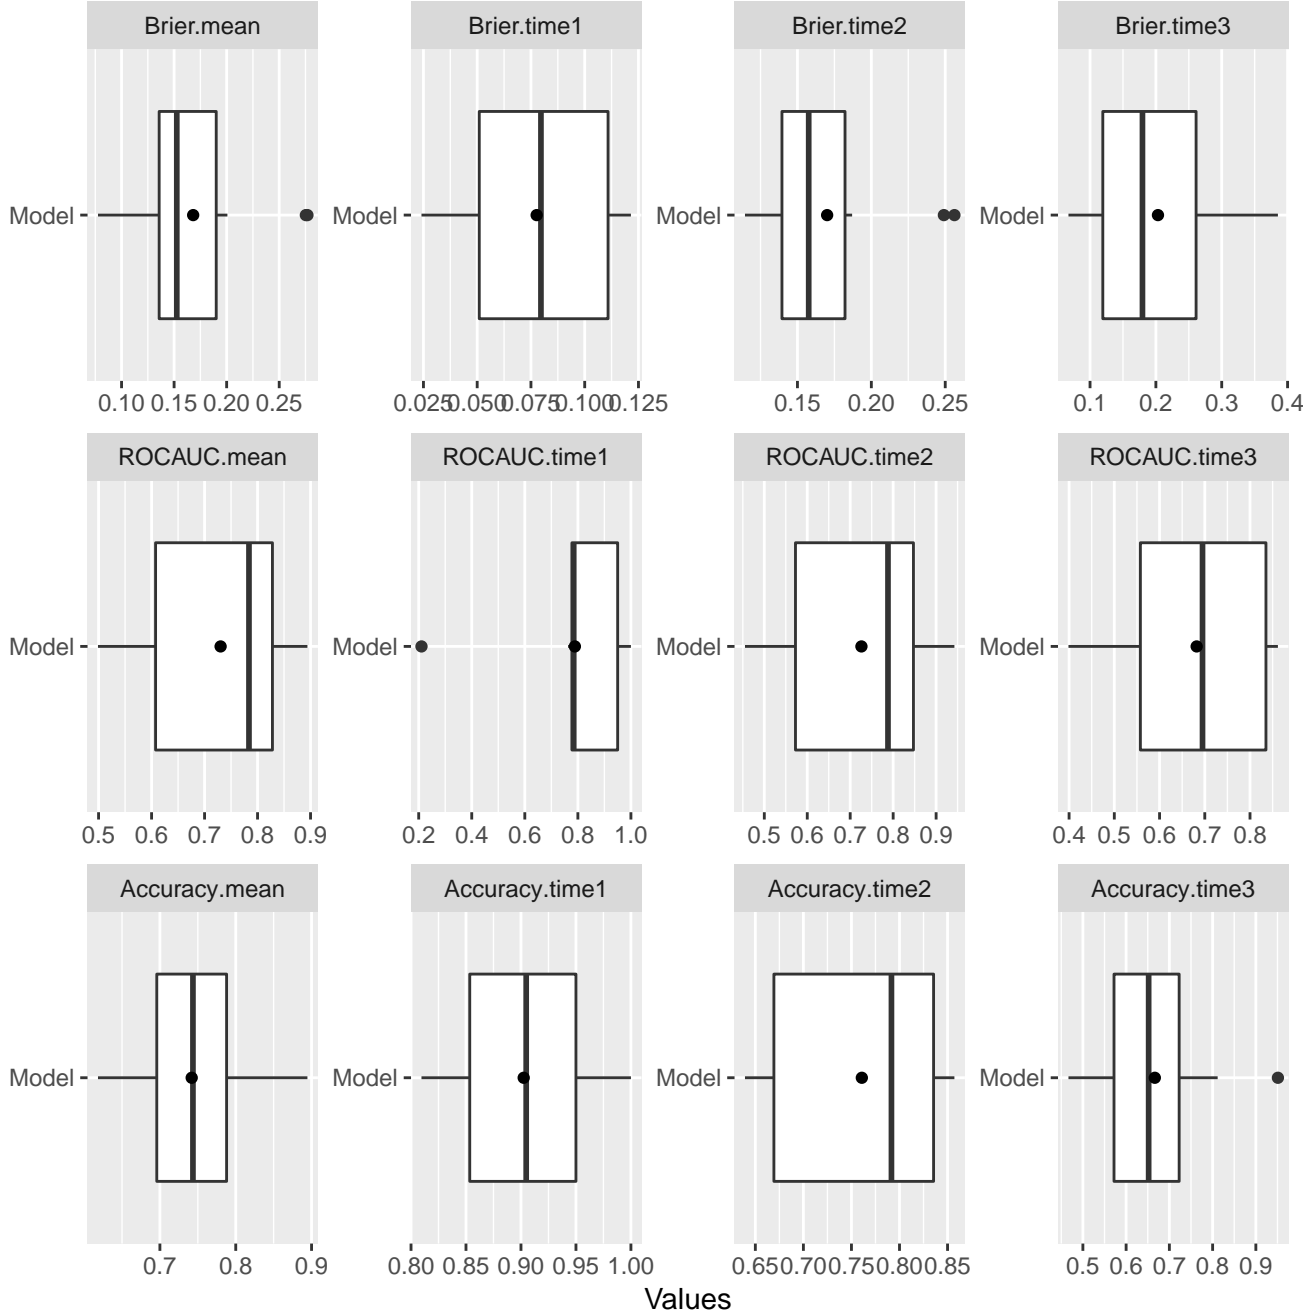 Brier.mean Brier.time1 Brier.time2 Brier.time3
Model Model Model Model
0.10 0.15 0.20 0.25 0.025 0.050 0.075 0.100 0.125 0.15 0.20 0.25 0.1 0.2 0.3 0.4
ROCAUC.mean ROCAUC.time1 ROCAUC.time2 ROCAUC.time3
Model Model Model Model
0.5 0.6 0.7 0.8 0.9 0.2 0.4 0.6 0.8 1.0 0.5 0.6 0.7 0.8 0.9 0.4 0.5 0.6 0.7 0.8
Accuracy.mean Accuracy.time1 Accuracy.time2 Accuracy.time3
Model Model Model Model
0.7 0.8 0.9 0.80 0.85 0.90 0.95 1.00 0.65 0.70 0.75 0.80 0.85 0.5 0.6 0.7 0.8 0.9
Values